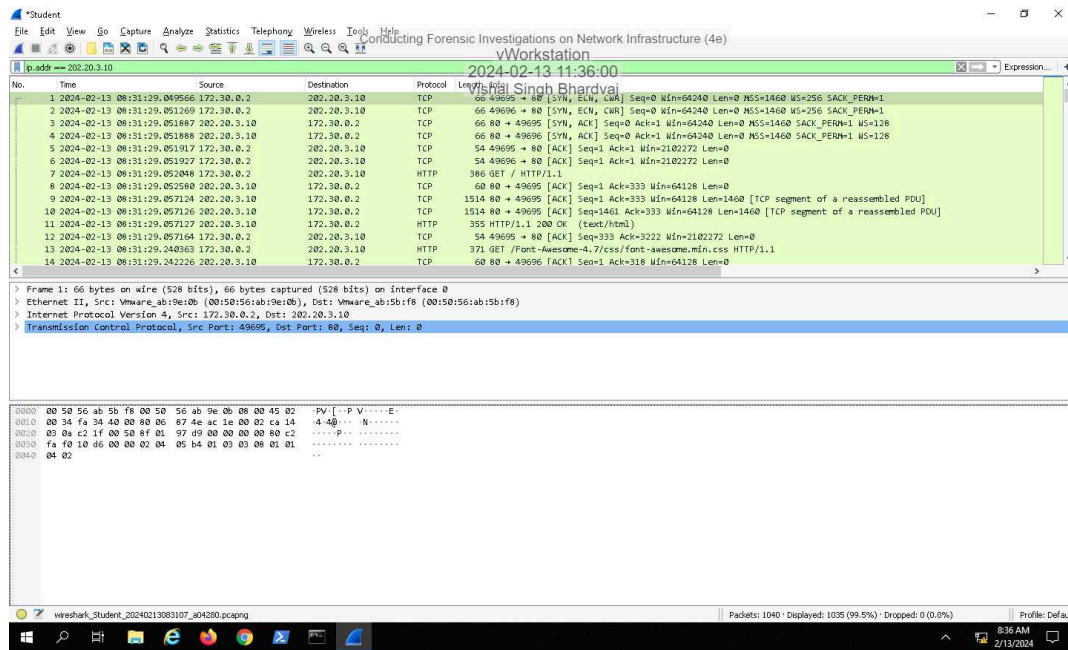 *Student
File Edit View Go Capture Analyze Statistics Telephony Wireless Tools Help
Conducting Forensic Investigations on Network Infrastructure (4e)
vWorkstation
2024-02-13 11:36:00
Vishal Singh Bhardvaj
ip.addr == 202.20.3.10 Expression... +
No. Time Source Destination Protocol Length Info
1 2024-02-13 08:31:29.049566 172.30.0.2 202.20.3.10 TCP 66 49695 → 80 [SYN, ECN, CWR] Seq=0 Win=64240 Len=0 MSS=1460 WS=256 SACK_PERM=1
2 2024-02-13 08:31:29.051269 172.30.0.2 202.20.3.10 TCP 66 49696 → 80 [SYN, ECN, CWR] Seq=0 Win=64240 Len=0 MSS=1460 WS=256 SACK_PERM=1
3 2024-02-13 08:31:29.051887 202.20.3.10 172.30.0.2 TCP 66 80 → 49695 [SYN, ACK] Seq=0 Ack=1 Win=64240 Len=0 MSS=1460 SACK_PERM=1 WS=128
4 2024-02-13 08:31:29.051888 202.20.3.10 172.30.0.2 TCP 66 80 → 49696 [SYN, ACK] Seq=0 Ack=1 Win=64240 Len=0 MSS=1460 SACK_PERM=1 WS=128
5 2024-02-13 08:31:29.051917 172.30.0.2 202.20.3.10 TCP 54 49695 → 80 [ACK] Seq=1 Ack=1 Win=2102272 Len=0
6 2024-02-13 08:31:29.051927 172.30.0.2 202.20.3.10 TCP 54 49696 → 80 [ACK] Seq=1 Ack=1 Win=2102272 Len=0
7 2024-02-13 08:31:29.052048 172.30.0.2 202.20.3.10 HTTP 386 GET / HTTP/1.1
8 2024-02-13 08:31:29.052580 202.20.3.10 172.30.0.2 TCP 60 80 → 49695 [ACK] Seq=1 Ack=333 Win=64128 Len=0
9 2024-02-13 08:31:29.057124 202.20.3.10 172.30.0.2 TCP 1514 80 → 49695 [ACK] Seq=1 Ack=333 Win=64128 Len=1460 [TCP segment of a reassembled PDU]
10 2024-02-13 08:31:29.057126 202.20.3.10 172.30.0.2 TCP 1514 80 → 49695 [ACK] Seq=1461 Ack=333 Win=64128 Len=1460 [TCP segment of a reassembled PDU]
11 2024-02-13 08:31:29.057127 202.20.3.10 172.30.0.2 HTTP 355 HTTP/1.1 200 OK (text/html)
12 2024-02-13 08:31:29.057164 172.30.0.2 202.20.3.10 TCP 54 49695 → 80 [ACK] Seq=333 Ack=3222 Win=2102272 Len=0
13 2024-02-13 08:31:29.240363 172.30.0.2 202.20.3.10 HTTP 371 GET /Font-Awesome-4.7/css/font-awesome.min.css HTTP/1.1
14 2024-02-13 08:31:29.242226 202.20.3.10 172.30.0.2 TCP 60 80 → 49696 [ACK] Seq=1 Ack=318 Win=64128 Len=0
> Frame 1: 66 bytes on wire (528 bits), 66 bytes captured (528 bits) on interface 0
> Ethernet II, Src: Vmware_ab:9e:0b (00:50:56:ab:9e:0b), Dst: Vmware_ab:5b:f8 (00:50:56:ab:5b:f8)
> Internet Protocol Version 4, Src: 172.30.0.2, Dst: 202.20.3.10
> Transmission Control Protocol, Src Port: 49695, Dst Port: 80, Seq: 0, Len: 0
0000 00 50 56 ab 5b f8 00 50 56 ab 9e 0b 08 00 45 02 ·PV·[··P V·····E·
0010 00 34 fa 34 40 00 80 06 87 4e ac 1e 00 02 ca 14 ·4·4@··· ·N······
0020 03 0a c2 1f 00 50 8f 01 97 d9 00 00 00 00 80 c2 ·····P·· ········
0030 fa f0 10 d6 00 00 02 04 05 b4 01 03 03 08 01 01 ········ ········
0040 04 02 ··
wireshark_Student_20240213083107_a04280.pcapng Packets: 1040 · Displayed: 1035 (99.5%) · Dropped: 0 (0.0%) Profile: Defau
8:36 AM
2/13/2024